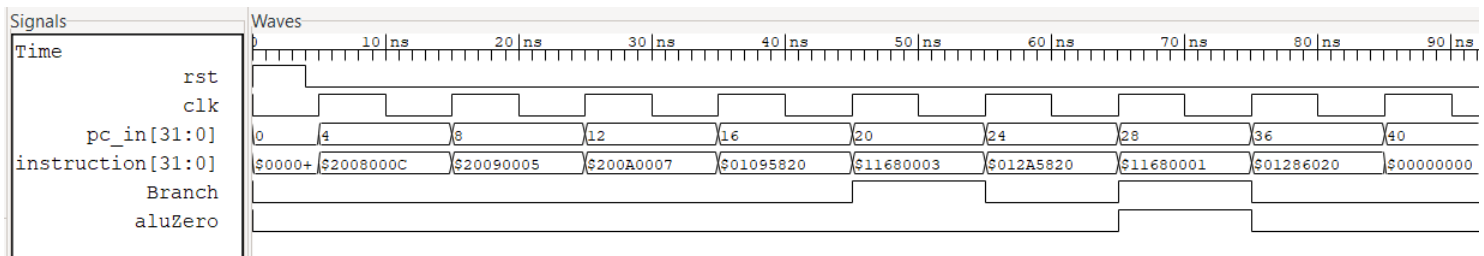 Signals Waves
Time 0 10 ns 20 ns 30 ns 40 ns 50 ns 60 ns 70 ns 80 ns 90 ns
rst
clk
pc_in[31:0] 0 4 8 12 16 20 24 28 36 40
instruction[31:0] $0000+ $2008000C $20090005 $200A0007 $01095820 $11680003 $012A5820 $11680001 $01286020 $00000000
Branch
aluZero